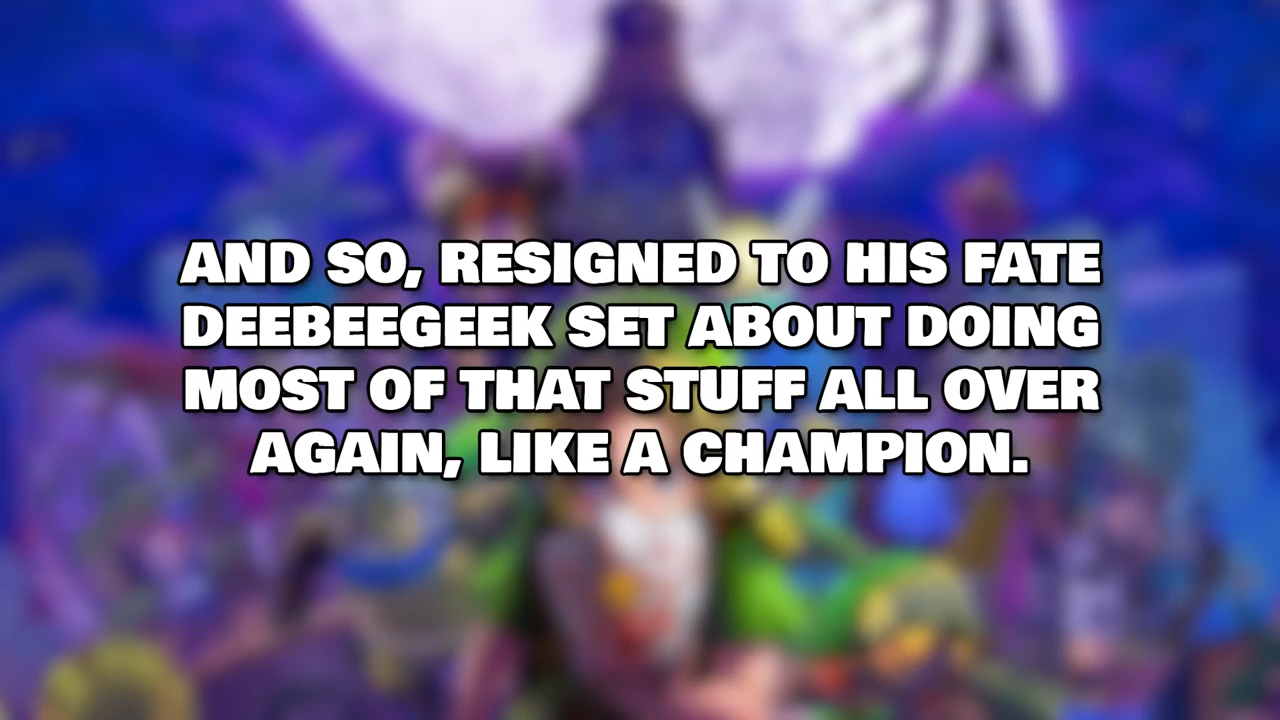 AND SO, RESIGNED TO HIS FATE
DEEBEEGEEK SET ABOUT DOING
MOST OF THAT STUFF ALL OVER
AGAIN, LIKE A CHAMPION.